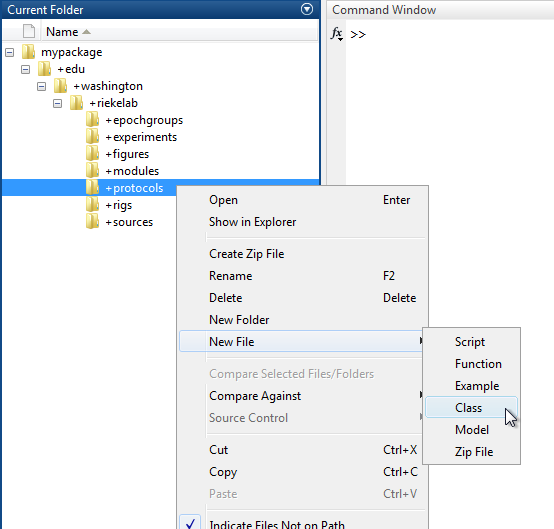 Current Folder
Command Window
Name
fx >>
mypackage
+edu
+washington
+riekelab
+epochgroups
+experiments
+figures
+modules
+protocols
+rigs
+sources
Open Enter
Show in Explorer
Create Zip File
Rename F2
Delete Delete
New Folder
New File
Compare Selected Files/Folders
Compare Against
Source Control
Cut Ctrl+X
Copy Ctrl+C
Paste Ctrl+V
Indicate Files Not on Path
Script
Function
Example
Class
Model
Zip File